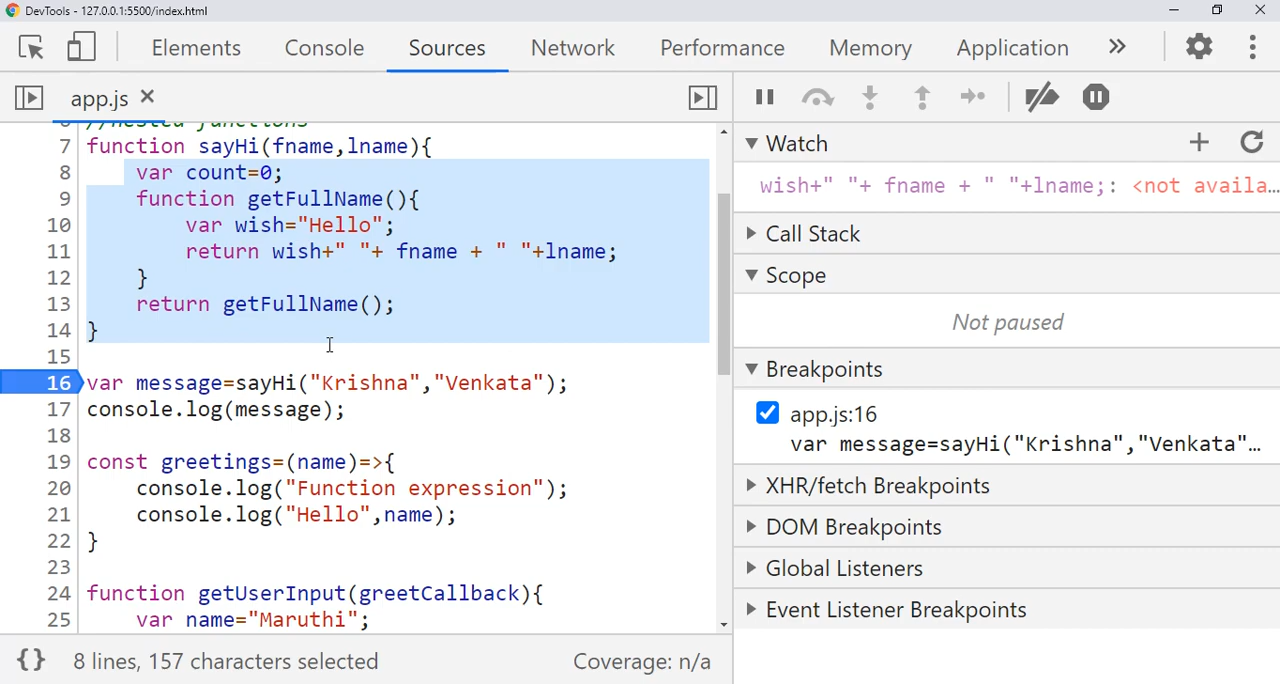 DevTools - 127.0.0.1:5500/index.html
Elements Console Sources Network Performance Memory Application »
app.js ×
6 //nested functions
7 function sayHi(fname,lname){
8 var count=0;
9 function getFullName(){
10 var wish="Hello";
11 return wish+" "+ fname + " "+lname;
12 }
13 return getFullName();
14 }
15
16 var message=sayHi("Krishna","Venkata");
17 console.log(message);
18
19 const greetings=(name)=>{
20 console.log("Function expression");
21 console.log("Hello",name);
22 }
23
24 function getUserInput(greetCallback){
25 var name="Maruthi";
{} 8 lines, 157 characters selected Coverage: n/a
Watch
wish+" "+ fname + " "+lname;: <not availa…
Call Stack
Scope
Not paused
Breakpoints
app.js:16
var message=sayHi("Krishna","Venkata"…
XHR/fetch Breakpoints
DOM Breakpoints
Global Listeners
Event Listener Breakpoints